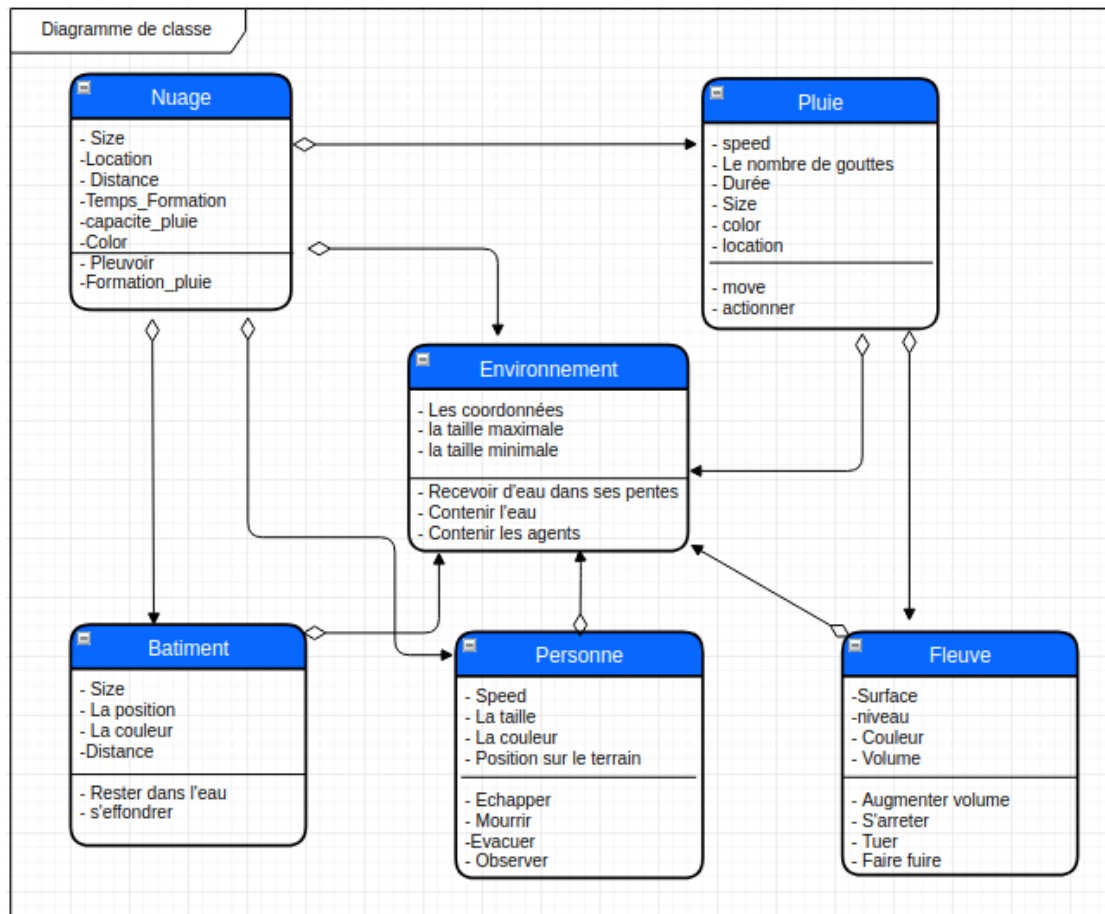 Diagramme de classe
Nuage
- Size
-Location
- Distance
-Temps_Formation
-capacite_pluie
-Color
- Pleuvoir
-Formation_pluie
Pluie
- speed
- Le nombre de gouttes
- Durée
- Size
- color
- location
- move
- actionner
Environnement
- Les coordonnées
- la taille maximale
- la taille minimale
- Recevoir d'eau dans ses pentes
- Contenir l'eau
- Contenir les agents
Batiment
- Size
- La position
- La couleur
-Distance
- Rester dans l'eau
- s'effondrer
Personne
- Speed
- La taille
- La couleur
- Position sur le terrain
- Echapper
- Mourrir
-Evacuer
- Observer
Fleuve
-Surface
-niveau
- Couleur
- Volume
- Augmenter volume
- S'arreter
- Tuer
- Faire fuire